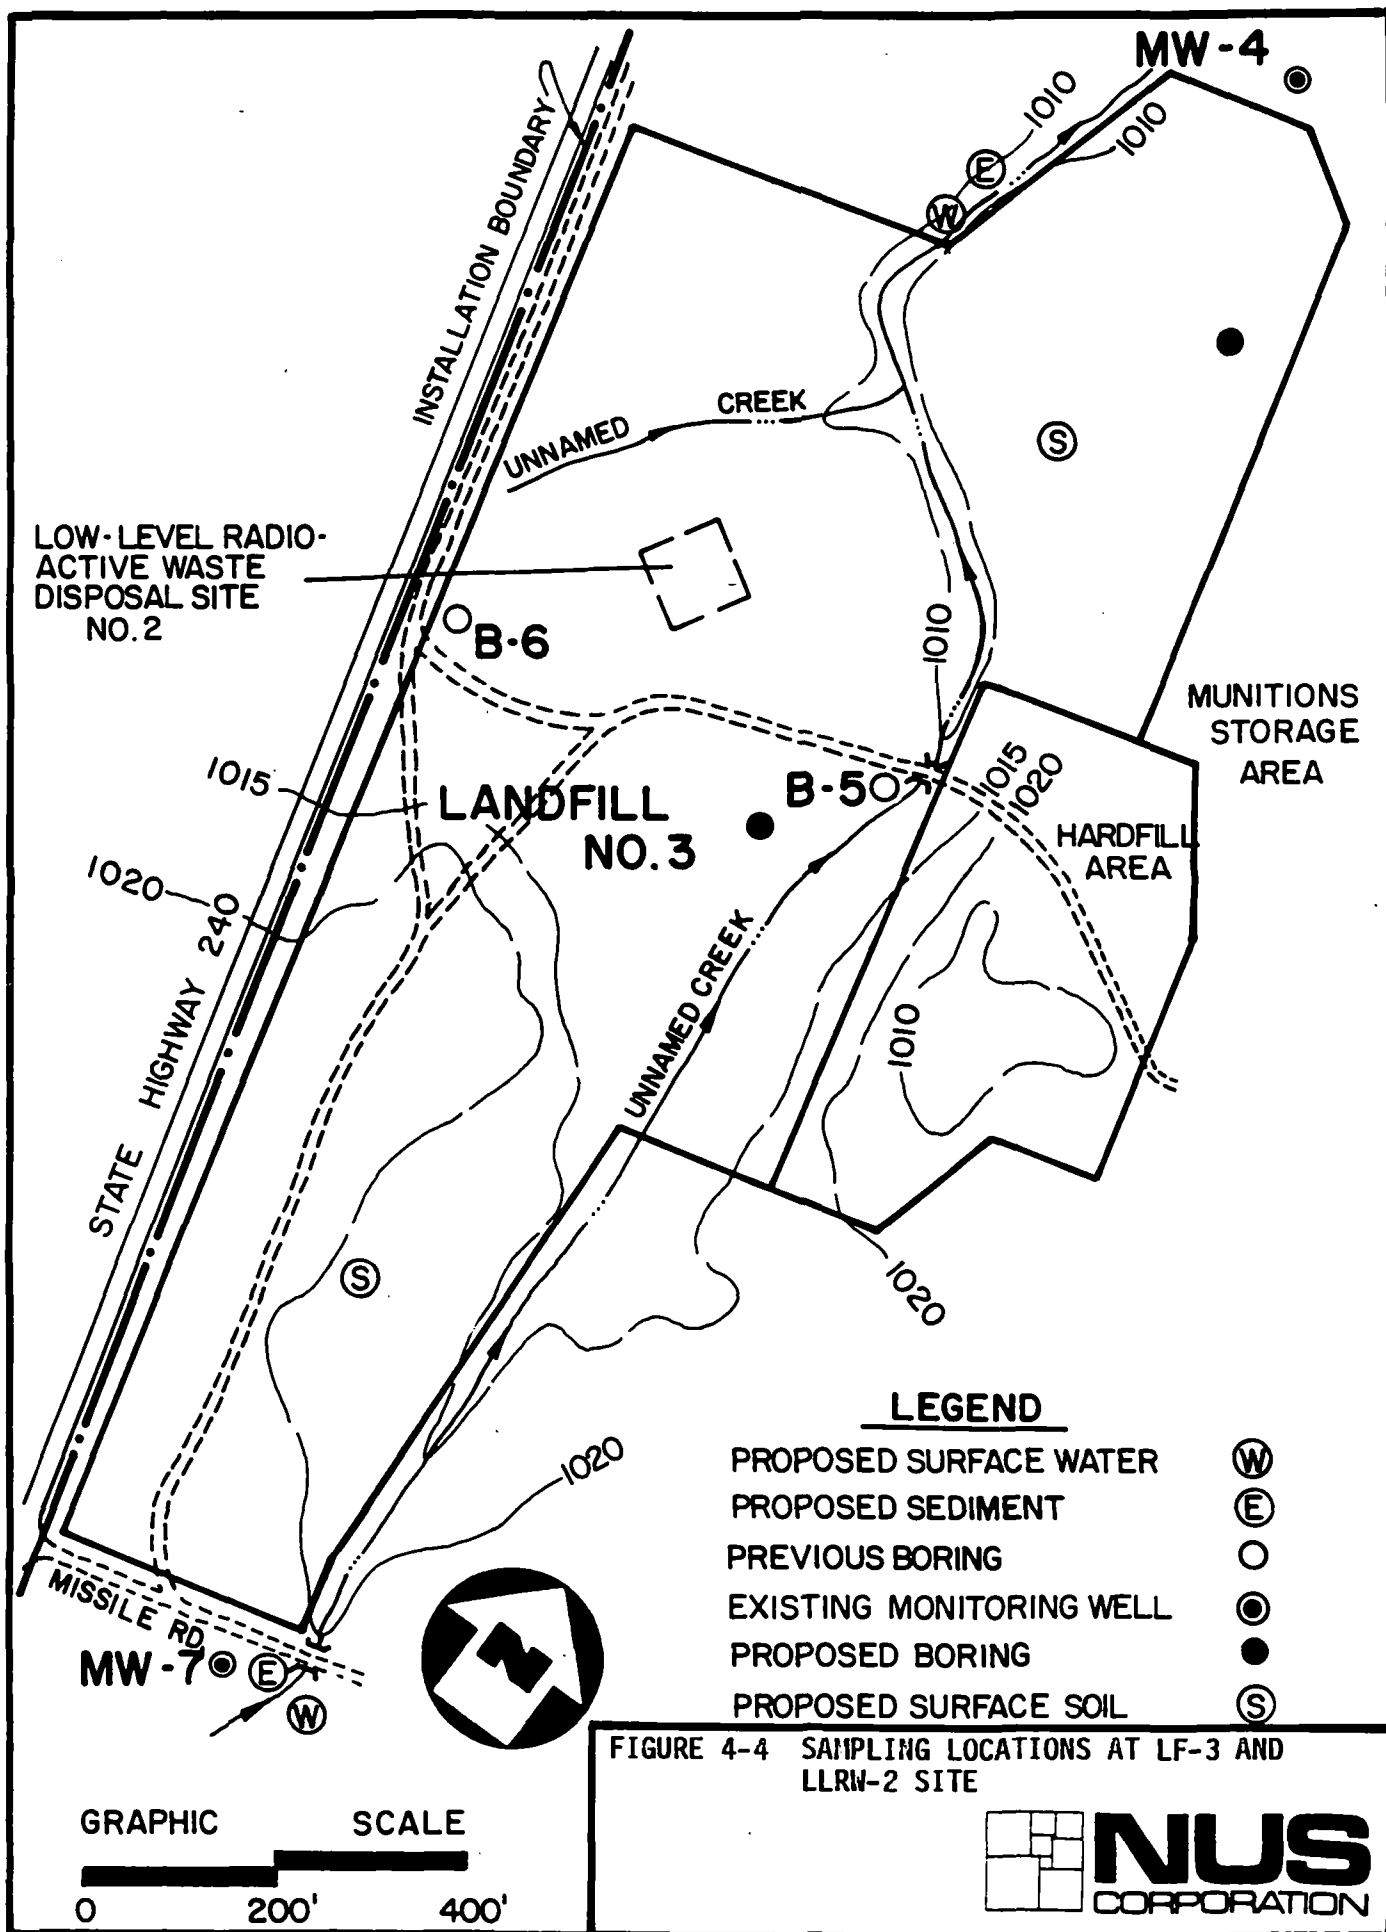 MW-4
1010
1010
E
W
INSTALLATION BOUNDARY
UNNAMED CREEK
S
LOW-LEVEL RADIO-
ACTIVE WASTE
DISPOSAL SITE
NO.2
B-6
1010
MUNITIONS
STORAGE
AREA
1015
1020
1015
LANDFILL
NO.3
B-5
HARDFILL
AREA
1020
STATE HIGHWAY 240
UNNAMED CREEK
1010
S
1020
1020
MISSILE RD
MW-7
E
W
N
LEGEND
PROPOSED SURFACE WATER W
PROPOSED SEDIMENT E
PREVIOUS BORING
EXISTING MONITORING WELL
PROPOSED BORING
PROPOSED SURFACE SOIL S
FIGURE 4-4 SAMPLING LOCATIONS AT LF-3 AND
LLRW-2 SITE
GRAPHIC SCALE
0 200' 400'
NUS
CORPORATION